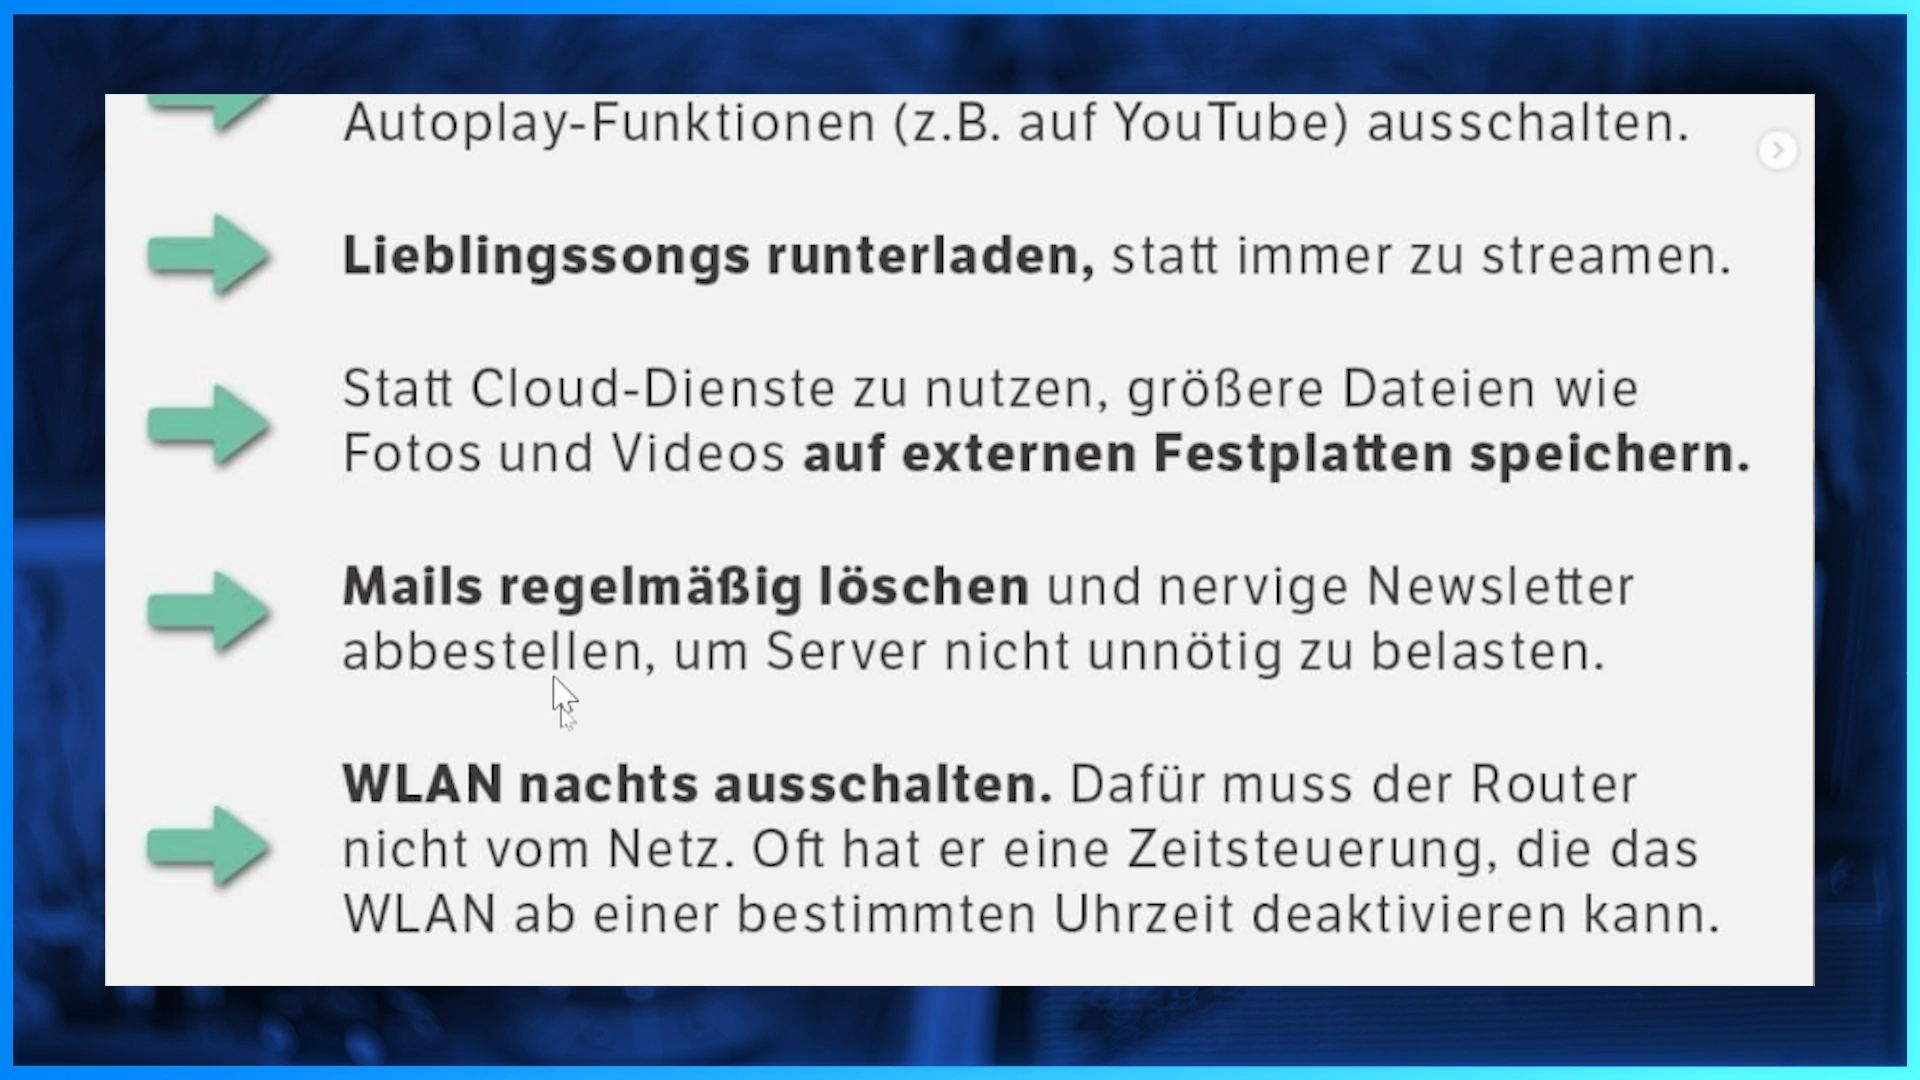 Autoplay-Funktionen (z.B. auf YouTube) ausschalten.
Lieblingssongs runterladen, statt immer zu streamen.
Statt Cloud-Dienste zu nutzen, größere Dateien wie
Fotos und Videos auf externen Festplatten speichern.
Mails regelmäßig löschen und nervige Newsletter
abbestellen, um Server nicht unnötig zu belasten.
WLAN nachts ausschalten. Dafür muss der Router
nicht vom Netz. Oft hat er eine Zeitsteuerung, die das
WLAN ab einer bestimmten Uhrzeit deaktivieren kann.